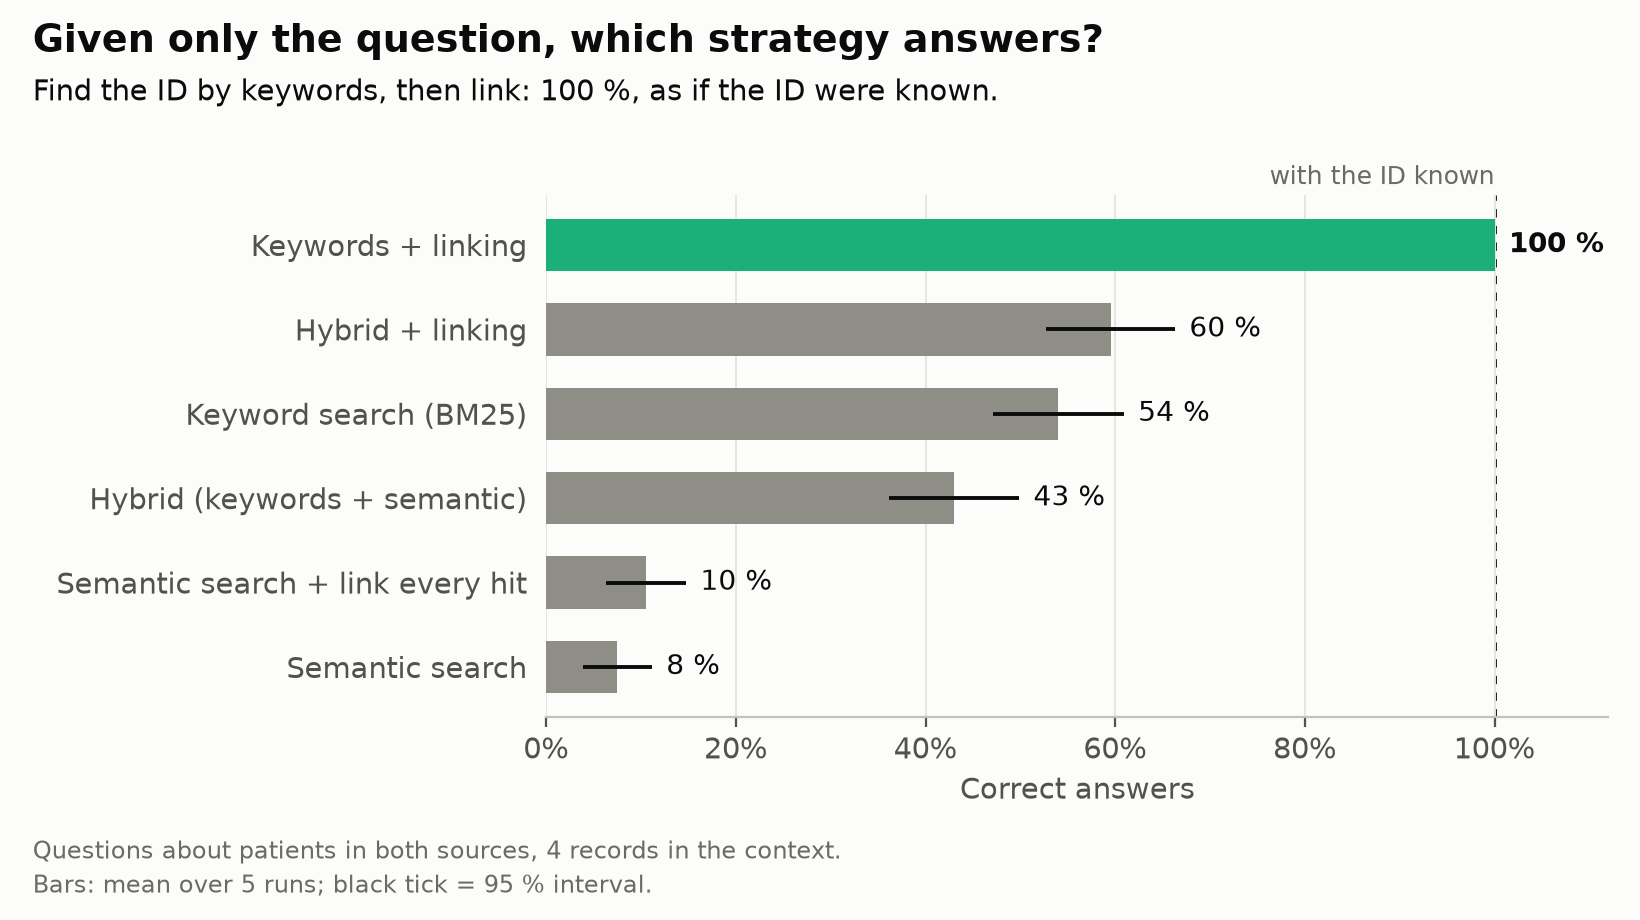 Given only the question, which strategy answers?
Find the ID by keywords, then link: 100 %, as if the ID were known.
with the ID known
Keywords + linking
100 %
Hybrid + linking
60 %
Keyword search (BM25)
54 %
Hybrid (keywords + semantic)
43 %
Semantic search + link every hit
10 %
Semantic search
8 %
0% 20% 40% 60% 80% 100%
Correct answers
Questions about patients in both sources, 4 records in the context.
Bars: mean over 5 runs; black tick = 95 % interval.